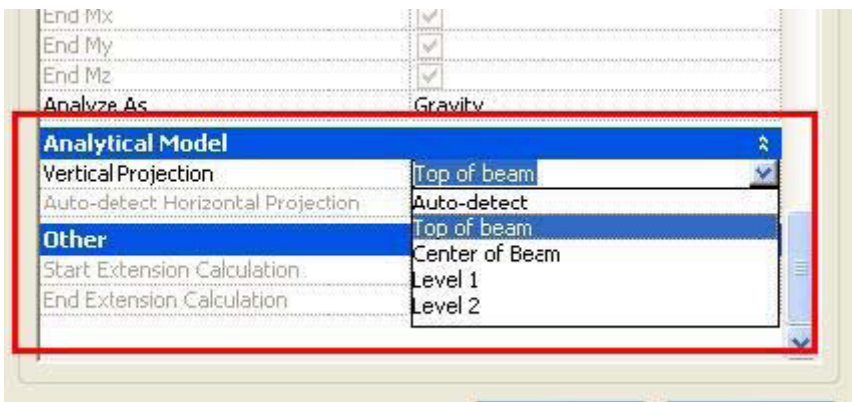 End Mx
End My
End Mz
Analyze As Gravity
Analytical Model
Vertical Projection Top of beam
Auto-detect Horizontal Projection Auto-detect
Top of beam
Other
Center of Beam
Start Extension Calculation
Level 1
End Extension Calculation
Level 2